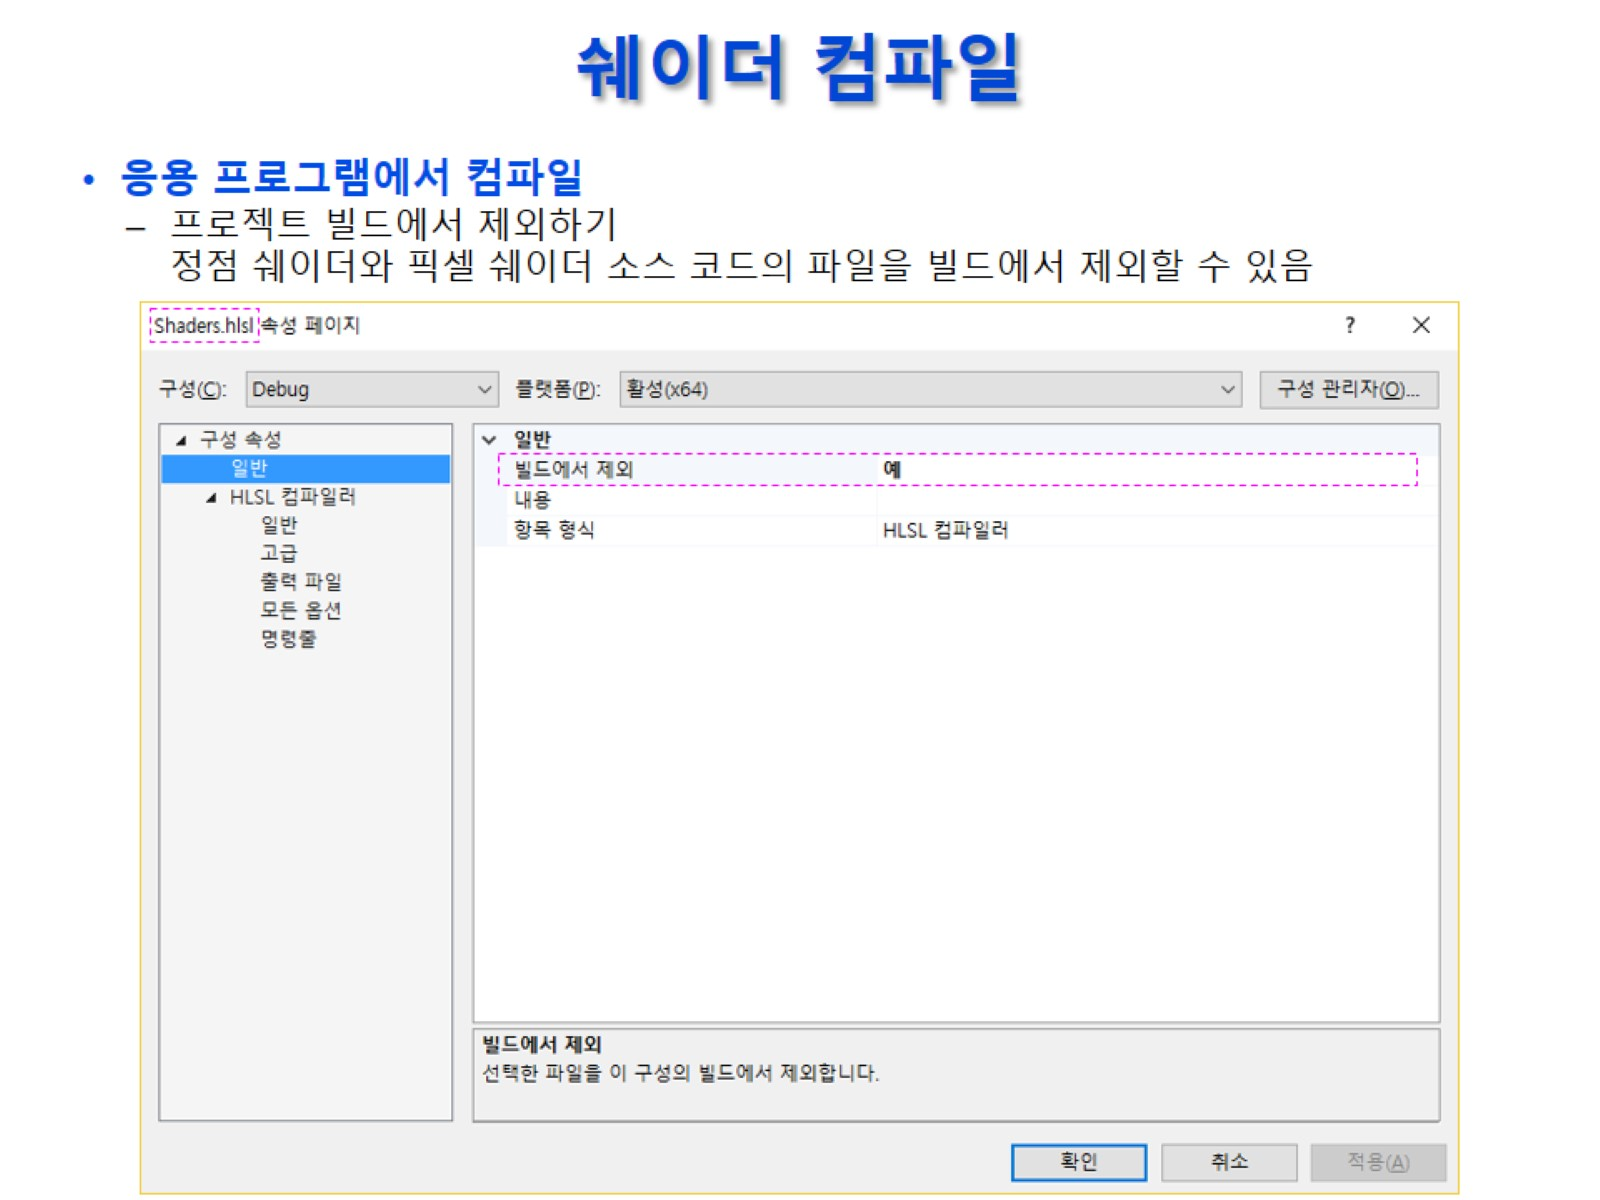 쉐이더 컴파일
• 응용 프로그램에서 컴파일
– 프로젝트 빌드에서 제외하기
정점 쉐이더와 픽셀 쉐이더 소스 코드의 파일을 빌드에서 제외할 수 있음
Shaders.hlsl 속성 페이지
구성(C): Debug 플랫폼(P): 활성(x64) 구성 관리자(O)...
구성 속성
일반
HLSL 컴파일러
일반
고급
출력 파일
모든 옵션
명령줄
일반
빌드에서 제외 예
내용
항목 형식 HLSL 컴파일러
빌드에서 제외
선택한 파일을 이 구성의 빌드에서 제외합니다.
확인 취소 적용(A)